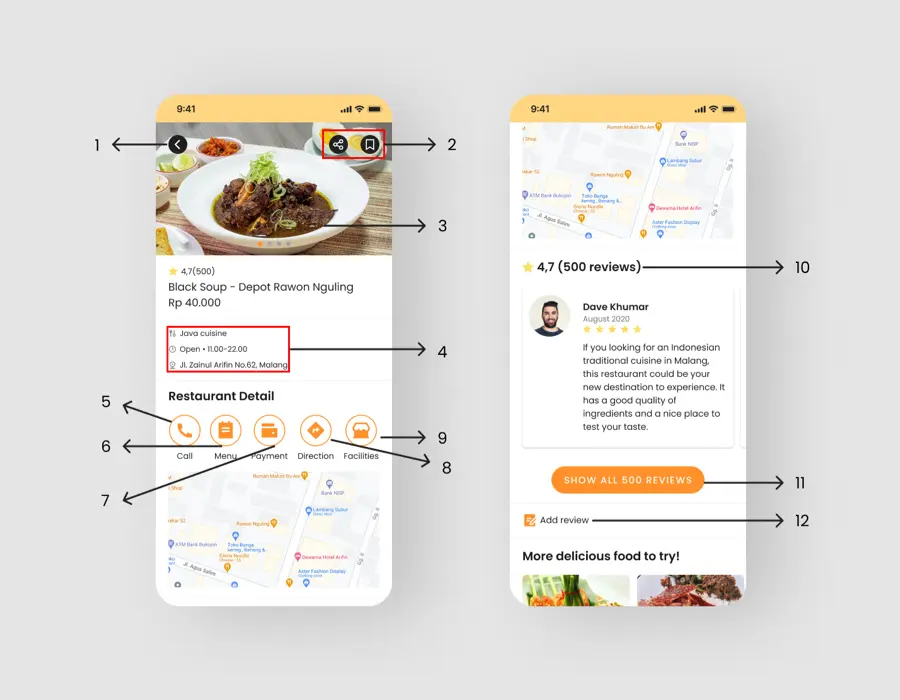 9:41
1
2
3
4,7(500)
Black Soup - Depot Rawon Nguling
Rp 40.000
Java cuisine
Open • 11.00-22.00
Jl. Zainul Arifin No.62, Malang
4
Restaurant Detail
5
6
7
8
9
Call
Menu
Payment
Direction
Facilities
Rumah Makan Bu Am
Shop
Bank NISP
Lambang Subur
Rawon Nguling
ATM Bank Bukopin
Toko Bunga
Dewarna Hotel Arifin
Jl. Agus Salim
Aster Fashion Display
9:41
Rumah Makan Bu Am
Shop
Bank NISP
Lambang Subur
Rawon Nguling
ATM Bank Bukopin
Toko Bunga
Dewarna Hotel Arifin
Jl. Agus Salim
Aster Fashion Display
4,7 (500 reviews)
10
Dave Khumar
August 2020
If you looking for an Indonesian
traditional cuisine in Malang,
this restaurant could be your
new destination to experience. It
has a good quality of
ingredients and a nice place to
test your taste.
SHOW ALL 500 REVIEWS
11
Add review
12
More delicious food to try!